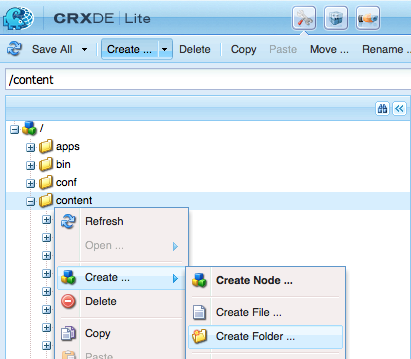 CRXDE | Lite
Save All Create ... Delete Copy Paste Move ... Rename ...
/content
/
apps
bin
conf
content
Refresh
Open ...
Create ... Create Node ...
Delete
Create File ...
Copy
Create Folder ...
Paste